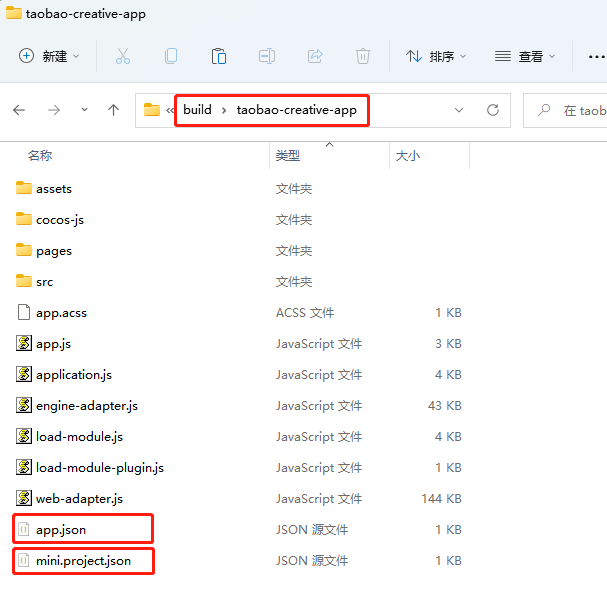 taobao-creative-app
新建 排序 查看 ...
« build > taobao-creative-app 在 taob
名称 类型 大小
assets 文件夹
cocos-js 文件夹
pages 文件夹
src 文件夹
app.acss ACSS 文件 1 KB
app.js JavaScript 文件 3 KB
application.js JavaScript 文件 4 KB
engine-adapter.js JavaScript 文件 43 KB
load-module.js JavaScript 文件 4 KB
load-module-plugin.js JavaScript 文件 1 KB
web-adapter.js JavaScript 文件 144 KB
app.json JSON 源文件 1 KB
mini.project.json JSON 源文件 1 KB